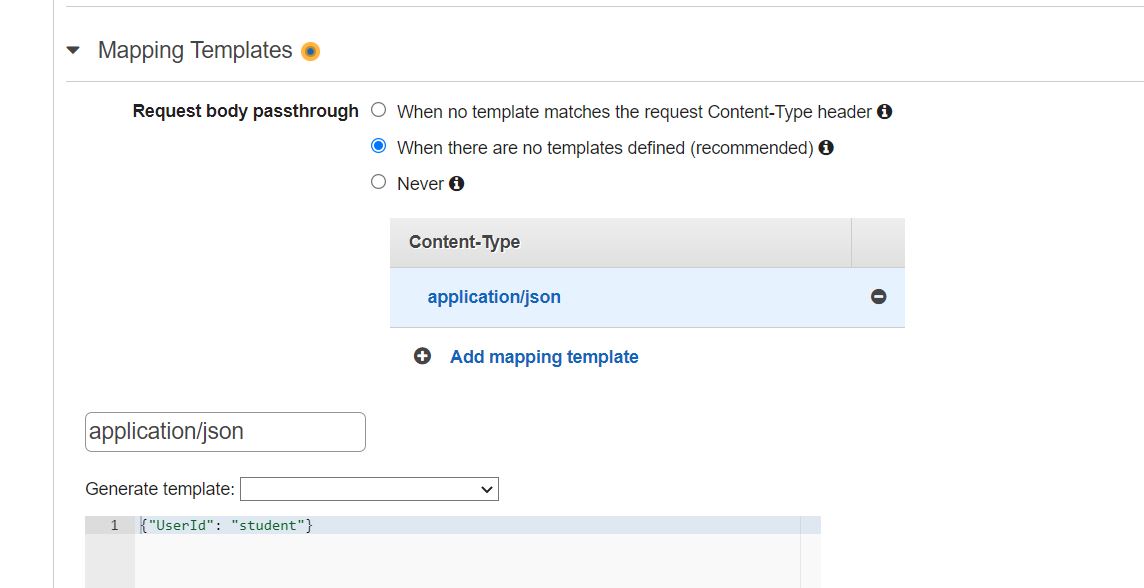 Mapping Templates
Request body passthrough
When no template matches the request Content-Type header
When there are no templates defined (recommended)
Never
Content-Type
application/json
Add mapping template
application/json
Generate template:
1 {"UserId": "student"}